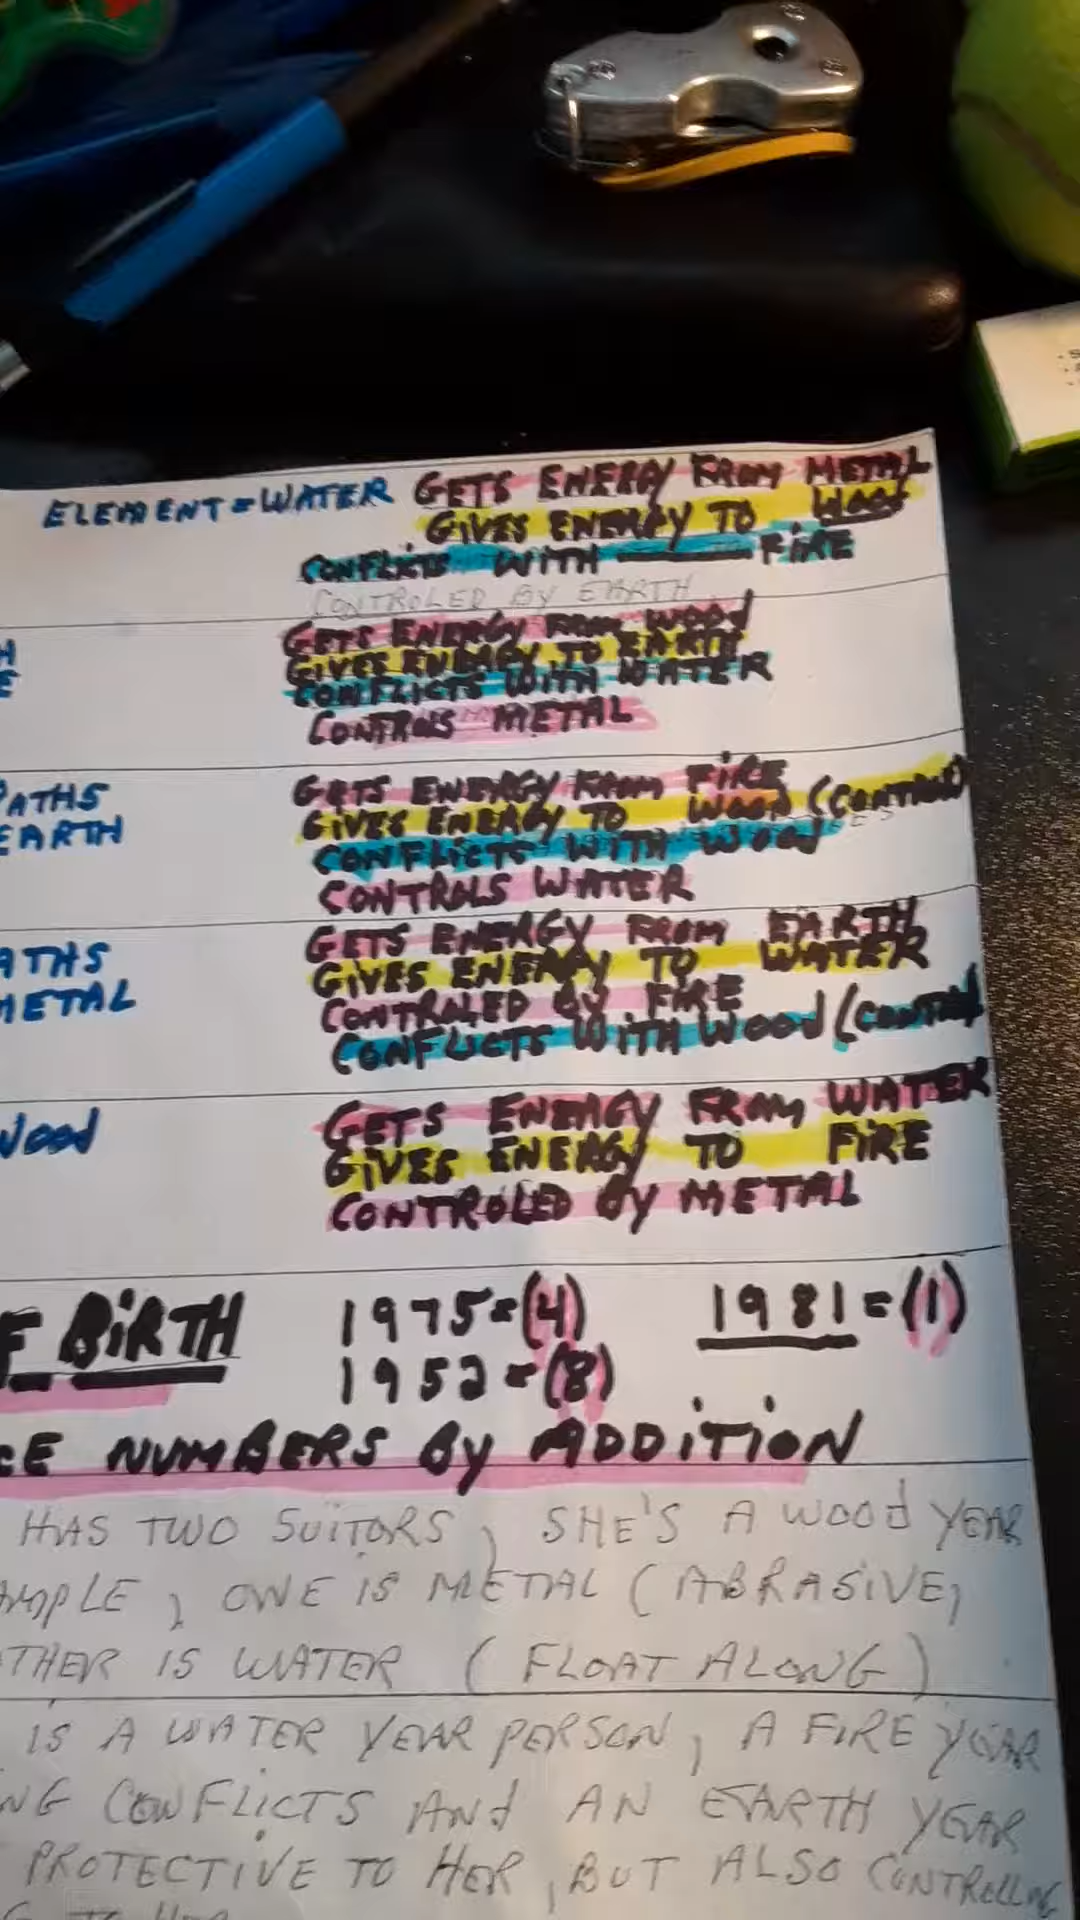 ELEMENT=WATER GETS ENERGY FROM METAL
GIVES ENERGY TO WOOD
CONFLICTS WITH FIRE
CONTROLED BY EARTH
GETS ENERGY FROM WOOD
H GIVES ENERGY TO EARTH
E CONFLICTS WITH WATER
CONTROLS METAL
PATHS GETS ENERGY FROM FIRE
EARTH GIVES ENERGY TO WOOD (CONTROL)
CONFLICTS WITH WOOD
CONTROLS WATER
ATHS GETS ENERGY FROM EARTH
METAL GIVES ENERGY TO WATER
CONTROLED BY FIRE
CONFLICTS WITH WOOD (CONTROL
WOOD GETS ENERGY FROM WATER
GIVES ENERGY TO FIRE
CONTROLED BY METAL
F BIRTH 1975=(4) 1981=(1)
1952=(8)
CE NUMBERS BY ADDITION
HAS TWO SUITORS, SHE'S A WOOD YEAR
AMPLE, ONE IS METAL (ABRASIVE,
THER IS WATER (FLOAT ALONG)
IS A WATER YEAR PERSON, A FIRE YEAR
NG CONFLICTS AND AN EARTH YEAR
PROTECTIVE TO HER, BUT ALSO CONTROLLING